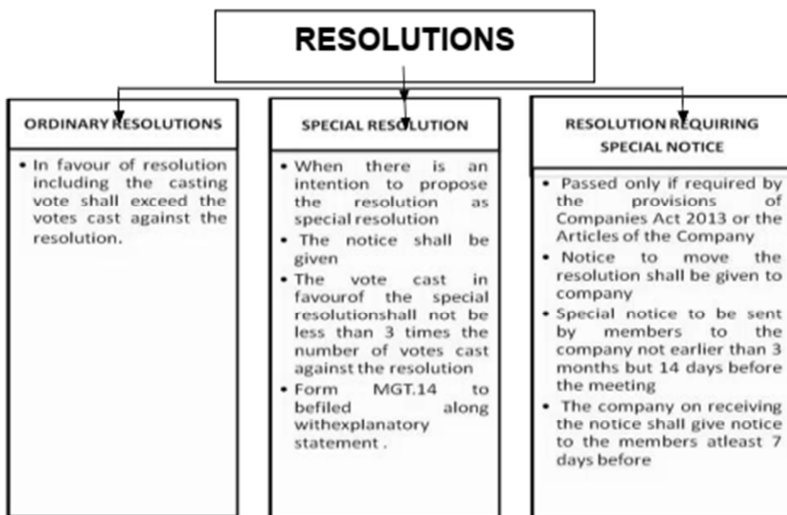 RESOLUTIONS
ORDINARY RESOLUTIONS
• In favour of resolution
including the casting
vote shall exceed the
votes cast against the
resolution.
SPECIAL RESOLUTION
• When there is an
intention to propose
the resolution as
special resolution
• The notice shall be
given
• The vote cast in
favourof the special
resolutionshall not be
less than 3 times the
number of votes cast
against the resolution
• Form MGT.14 to
befiled along
withexplanatory
statement .
RESOLUTION REQUIRING
SPECIAL NOTICE
• Passed only if required by
the provisions of
Companies Act 2013 or the
Articles of the Company
• Notice to move the
resolution shall be given to
company
• Special notice to be sent
by members to the
company not earlier than 3
months but 14 days before
the meeting
• The company on receiving
the notice shall give notice
to the members atleast 7
days before